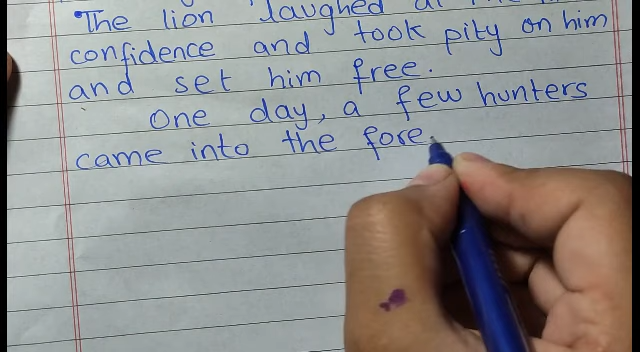 The lion laughed at
confidence and took pity on him
and set him free.
One day, a few hunters
came into the fore